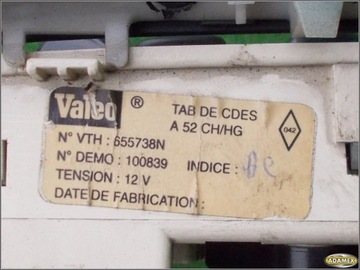 Valeo ®
TAB DE CDES
A 52 CH/HG
042
N° VTH : 655738N
N° DEMO : 100839 INDICE :
TENSION : 12 V
DATE DE FABRICATION :
ADAMEX